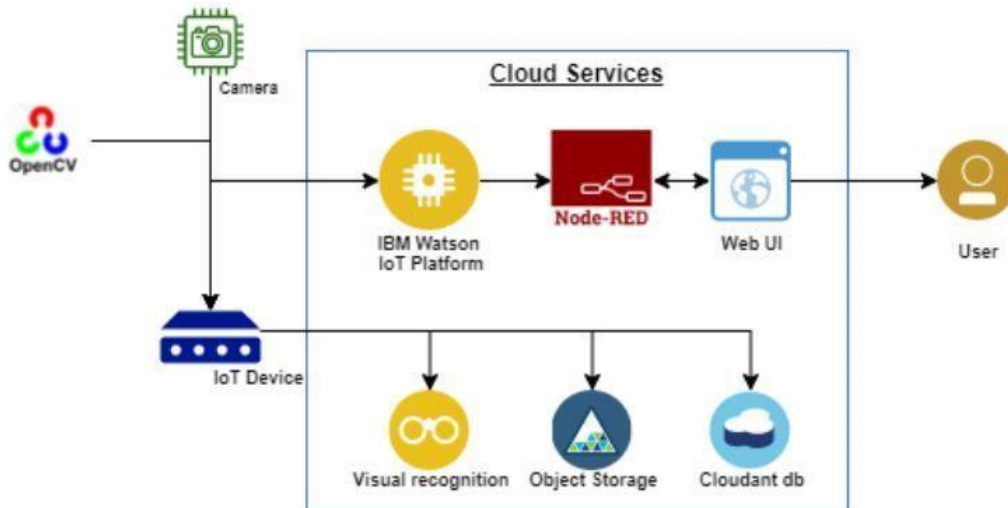 Cloud Services
Camera
OpenCV
Node-RED
IBM Watson
IoT Platform
Web UI
User
IoT Device
Visual recognition
Object Storage
Cloudant db